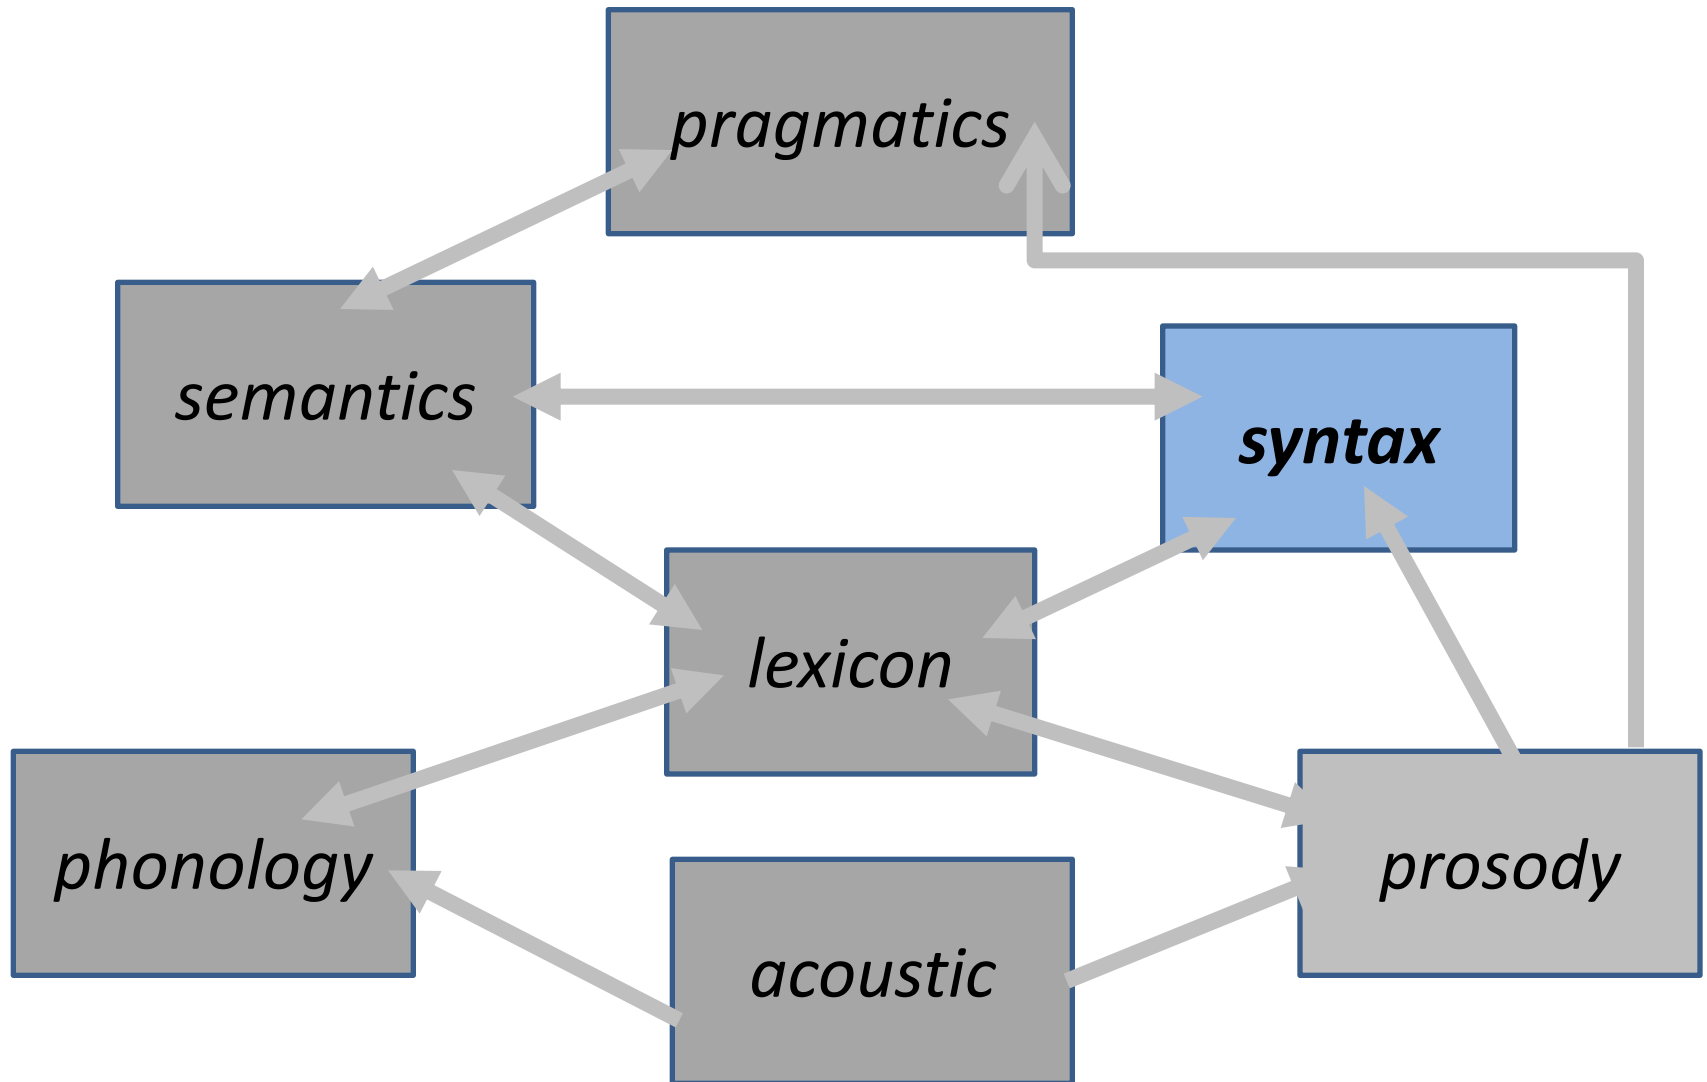 pragmatics
semantics
syntax
lexicon
phonology
prosody
acoustic